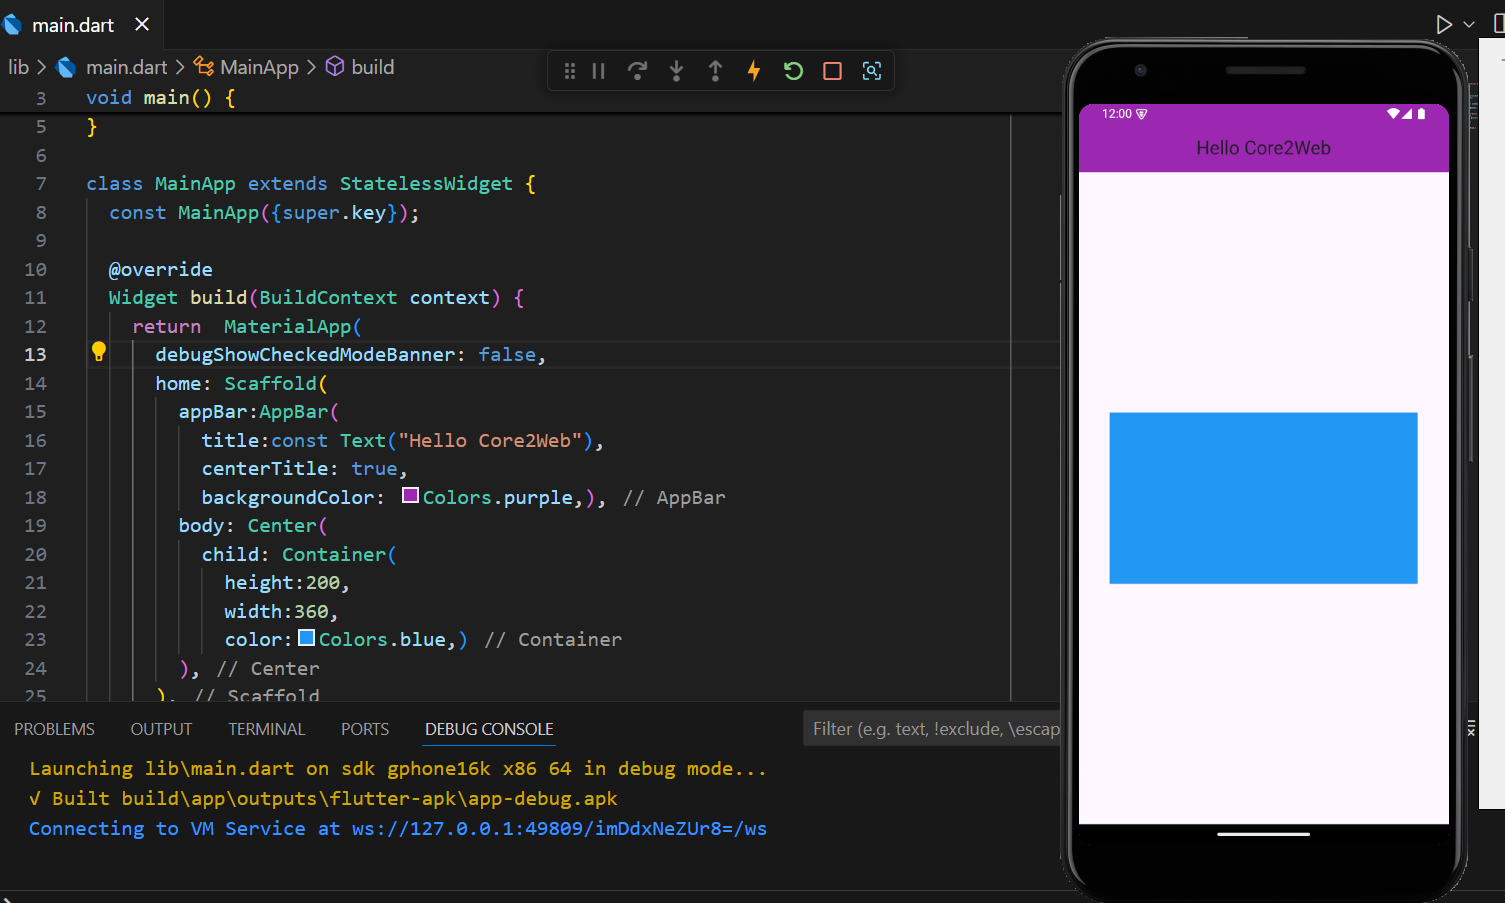 main.dart
lib > main.dart > MainApp > build
3 void main() {
5 }
6
7 class MainApp extends StatelessWidget {
8 const MainApp({super.key});
9
10 @override
11 Widget build(BuildContext context) {
12 return  MaterialApp(
13 debugShowCheckedModeBanner: false,
14 home: Scaffold(
15 appBar:AppBar(
16 title:const Text("Hello Core2Web"),
17 centerTitle: true,
18 backgroundColor: Colors.purple,), // AppBar
19 body: Center(
20 child: Container(
21 height:200,
22 width:360,
23 color:Colors.blue,) // Container
24 ), // Center
25 ), // Scaffold
PROBLEMS OUTPUT TERMINAL PORTS DEBUG CONSOLE Filter (e.g. text, !exclude, \escap
Launching lib\main.dart on sdk gphone16k x86 64 in debug mode...
√ Built build\app\outputs\flutter-apk\app-debug.apk
Connecting to VM Service at ws://127.0.0.1:49809/imDdxNeZUr8=/ws
12:00
Hello Core2Web